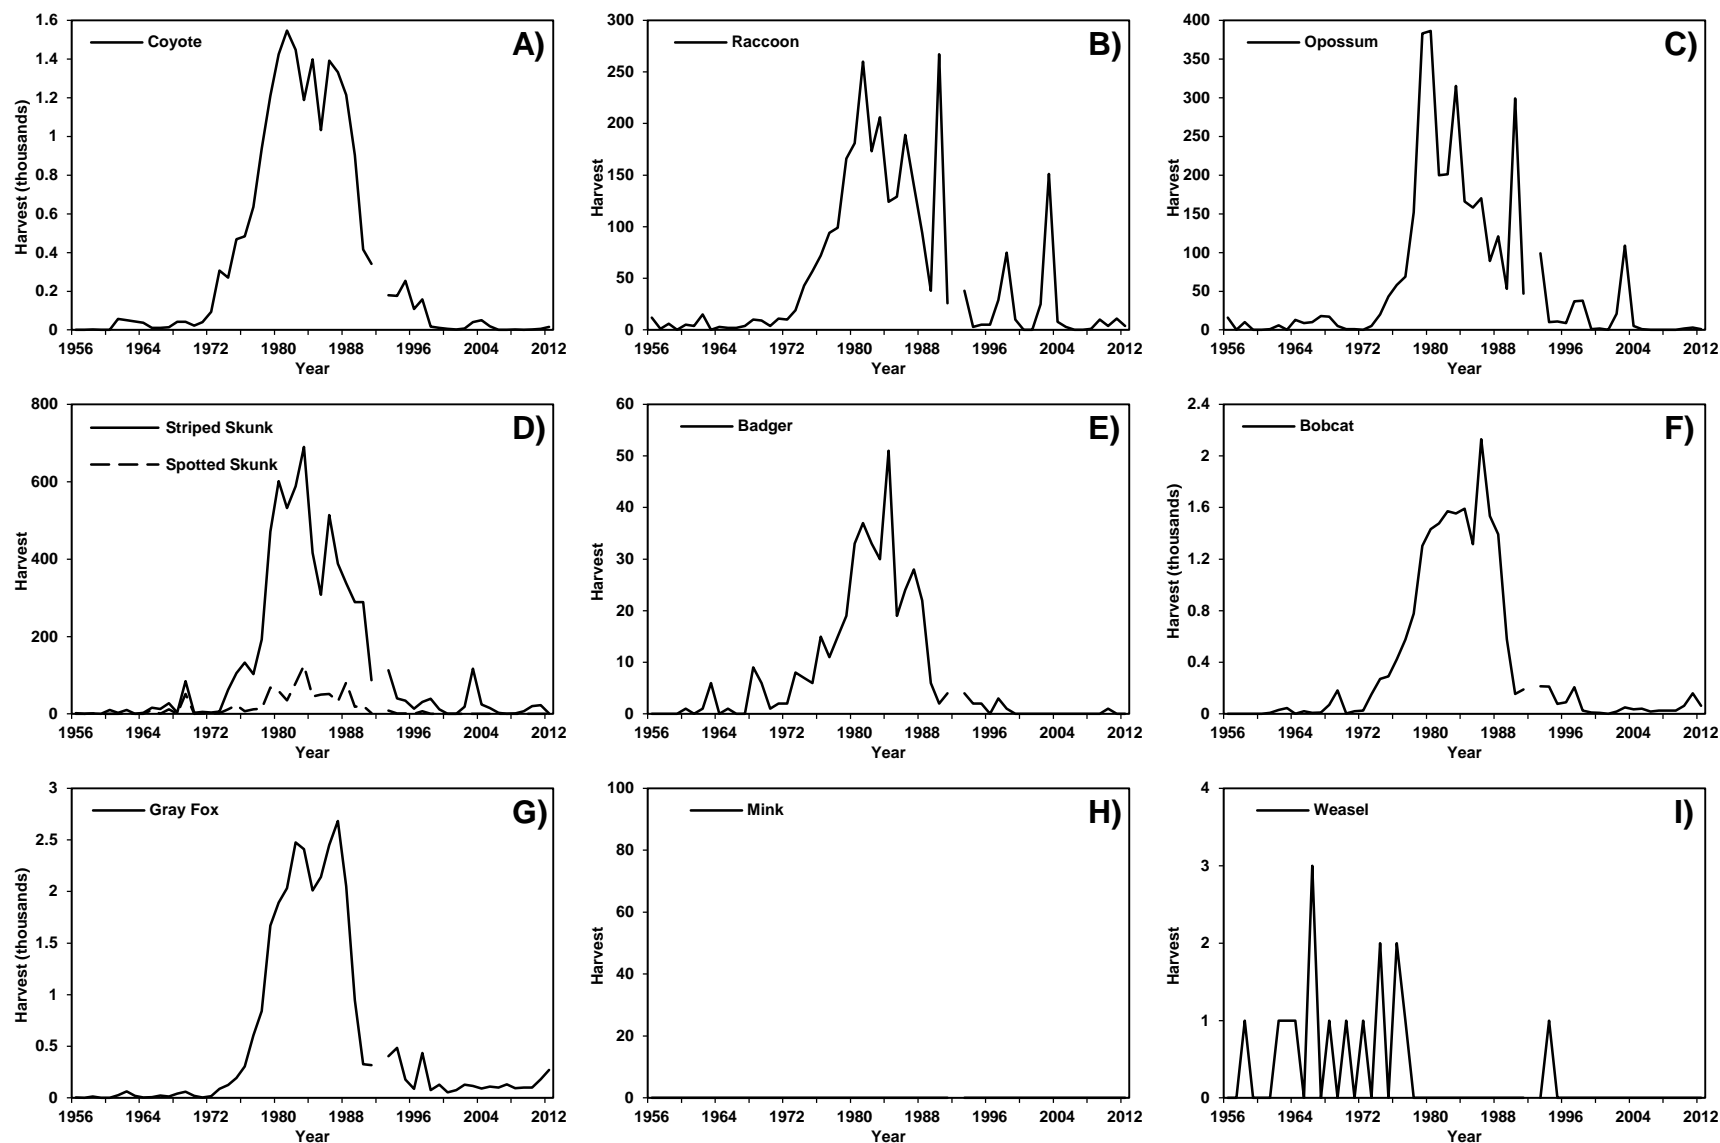 Coyote
A)
1.6
1.4
1.2
1
0.8
0.6
0.4
0.2
0
Harvest (thousands)
1956 1964 1972 1980 1988 1996 2004 2012
Year
Raccoon
B)
300
250
200
150
100
50
0
Harvest
1956 1964 1972 1980 1988 1996 2004 2012
Year
Opossum
C)
400
350
300
250
200
150
100
50
0
Harvest
1956 1964 1972 1980 1988 1996 2004 2012
Year
Striped Skunk
Spotted Skunk
D)
800
600
400
200
0
Harvest
1956 1964 1972 1980 1988 1996 2004 2012
Year
Badger
E)
60
50
40
30
20
10
0
Harvest
1956 1964 1972 1980 1988 1996 2004 2012
Year
Bobcat
F)
2.4
2
1.6
1.2
0.8
0.4
0
Harvest (thousands)
1956 1964 1972 1980 1988 1996 2004 2012
Year
Gray Fox
G)
3
2.5
2
1.5
1
0.5
0
Harvest (thousands)
1956 1964 1972 1980 1988 1996 2004 2012
Year
Mink
H)
100
80
60
40
20
0
Harvest
1956 1964 1972 1980 1988 1996 2004 2012
Year
Weasel
I)
4
3
2
1
0
Harvest
1956 1964 1972 1980 1988 1996 2004 2012
Year